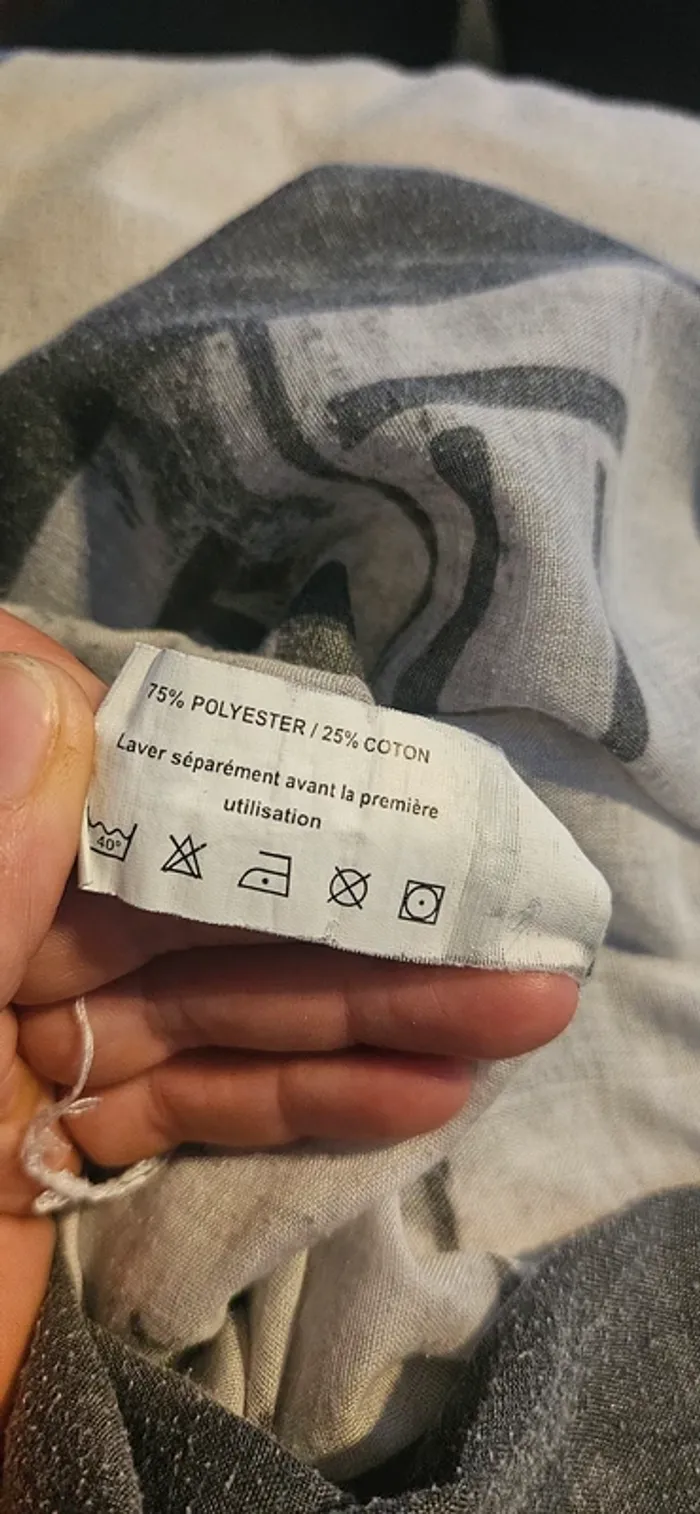 75% POLYESTER / 25% COTON
Laver séparément avant la première
utilisation
40°